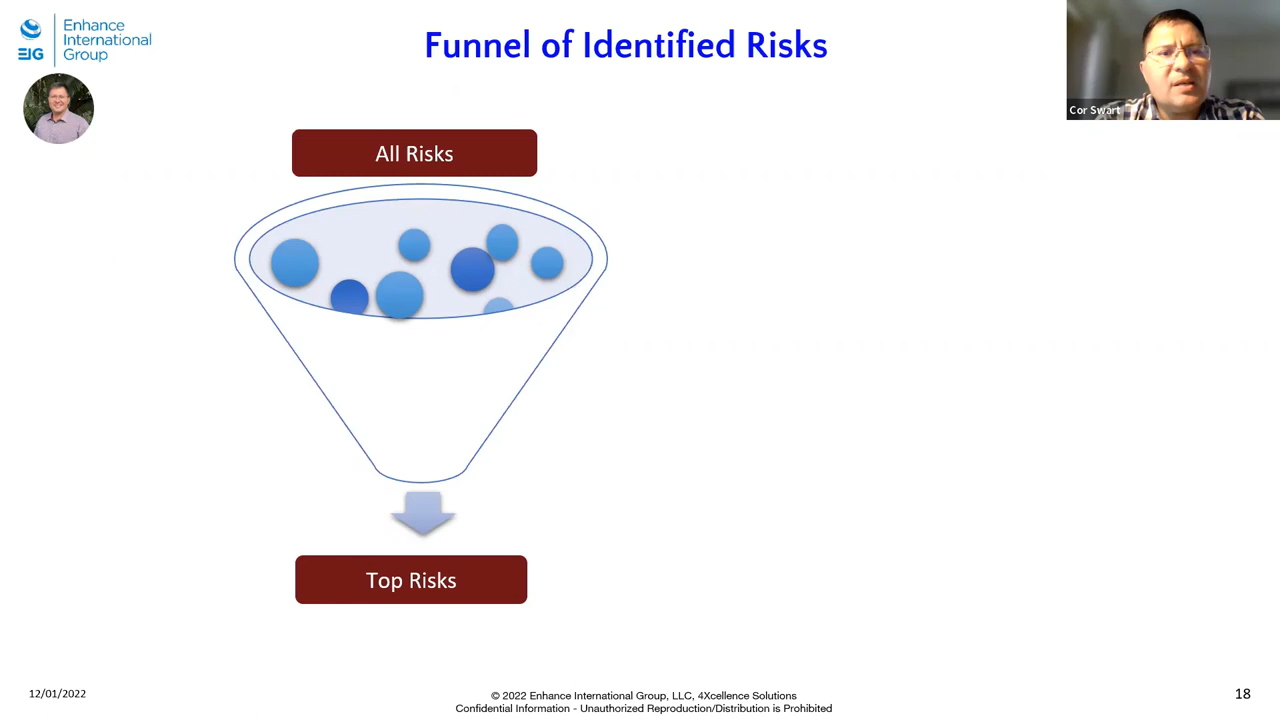 Enhance
International
Group
EIG
Funnel of Identified Risks
Cor Swart
All Risks
Top Risks
12/01/2022
© 2022 Enhance International Group, LLC, 4Xcellence Solutions
Confidential Information - Unauthorized Reproduction/Distribution is Prohibited
18